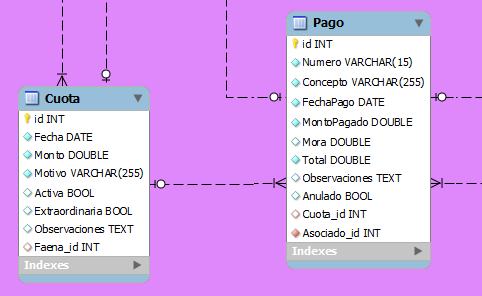 Cuota
id INT
Fecha DATE
Monto DOUBLE
Motivo VARCHAR(255)
Activa BOOL
Extraordinaria BOOL
Observaciones TEXT
Faena_id INT
Indexes
Pago
id INT
Numero VARCHAR(15)
Concepto VARCHAR(255)
FechaPago DATE
MontoPagado DOUBLE
Mora DOUBLE
Total DOUBLE
Observaciones TEXT
Anulado BOOL
Cuota_id INT
Asociado_id INT
Indexes